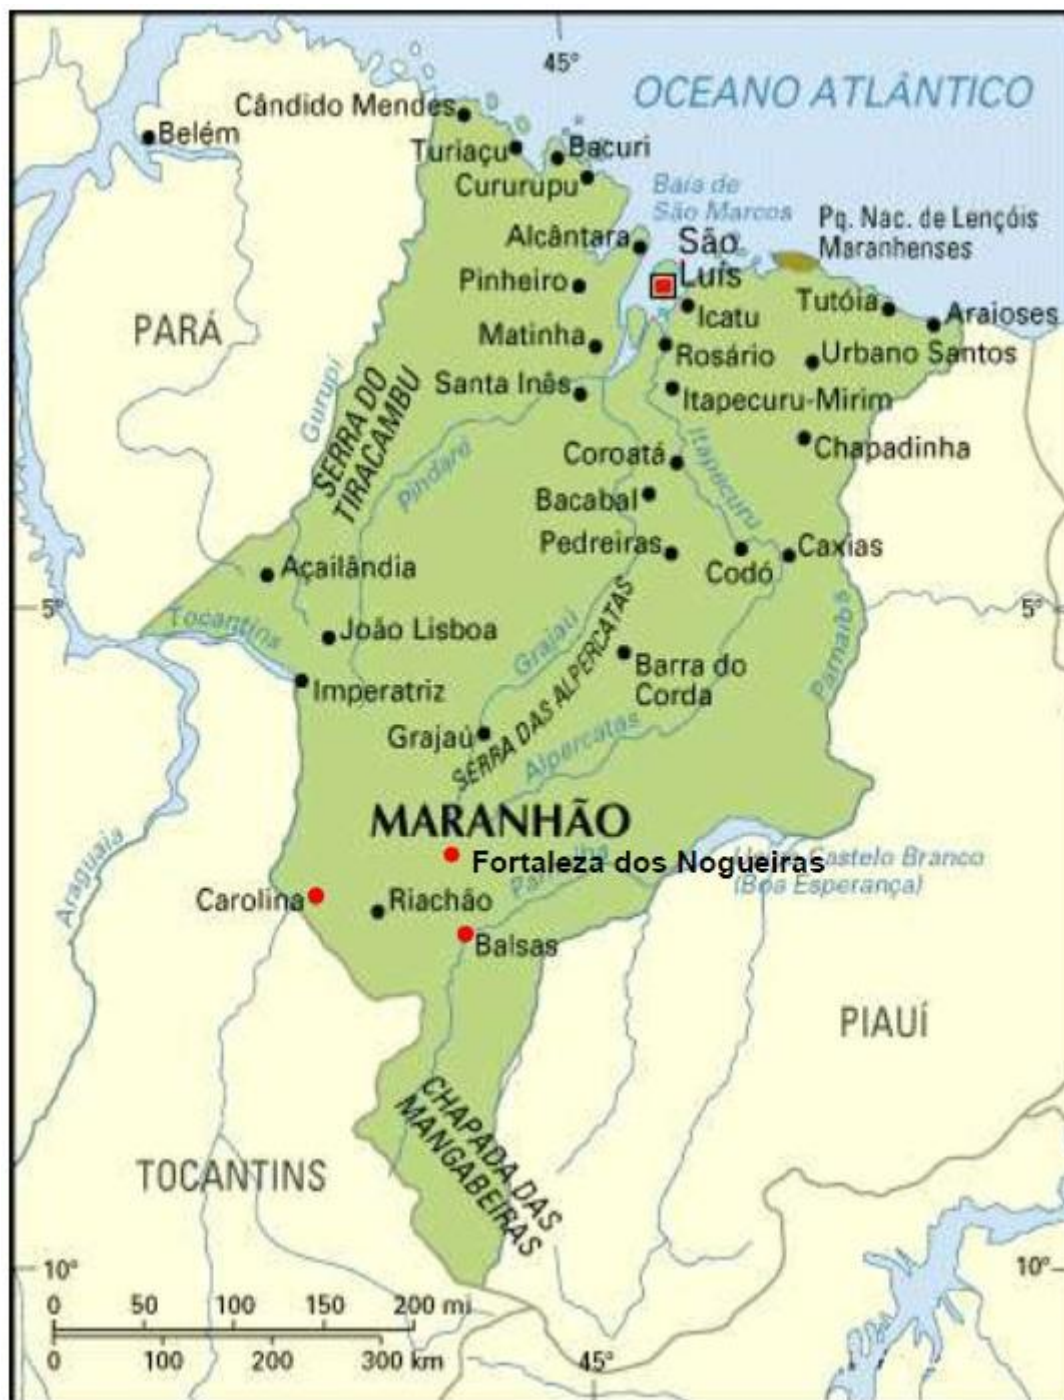 45°
OCEANO ATLÂNTICO
Cândido Mendes
Belém
Turiaçu
Bacuri
Cururupu
Baía de
São Marcos
Pq. Nac. de Lençóis
Maranhenses
Alcântara
São
Luís
Pinheiro
Icatu
Tutóia
Araioses
PARÁ
Matinha
Rosário
Urbano Santos
Gurupí
SERRA DO
TIRACAMBU
Santa Inês
Itapecuru-Mirim
Pindaré
Coroatá
Itapecuru
Chapadinha
Bacabal
Pedreiras
Codó
Caxias
Açailândia
5°
5°
Tocantins
João Lisboa
Grajaú
SERRA DAS ALPERCATAS
Parnaíba
Imperatriz
Barra do
Corda
Grajaú
Alpercatas
MARANHÃO
Fortaleza dos Nogueiras
Castelo Branco
(Boa Esperança)
Araguaia
Carolina
Riachão
Balsas
PIAUÍ
CHAPADA DAS
MANGABEIRAS
TOCANTINS
10°
10°
0 50 100 150 200 mi
0 100 200 300 km
45°